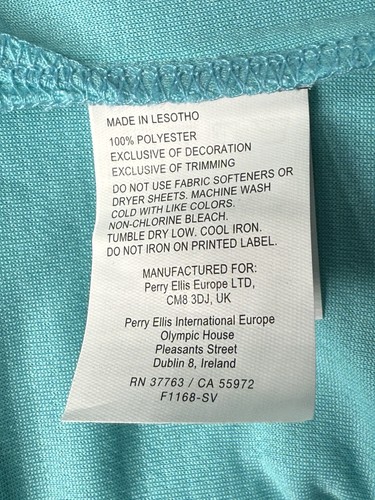 MADE IN LESOTHO
100% POLYESTER
EXCLUSIVE OF DECORATION
EXCLUSIVE OF TRIMMING
DO NOT USE FABRIC SOFTENERS OR
DRYER SHEETS. MACHINE WASH
COLD WITH LIKE COLORS.
NON-CHLORINE BLEACH.
TUMBLE DRY LOW. COOL IRON.
DO NOT IRON ON PRINTED LABEL.
MANUFACTURED FOR:
Perry Ellis Europe LTD,
CM8 3DJ, UK
Perry Ellis International Europe
Olympic House
Pleasants Street
Dublin 8, Ireland
RN 37763 / CA 55972
F1168-SV